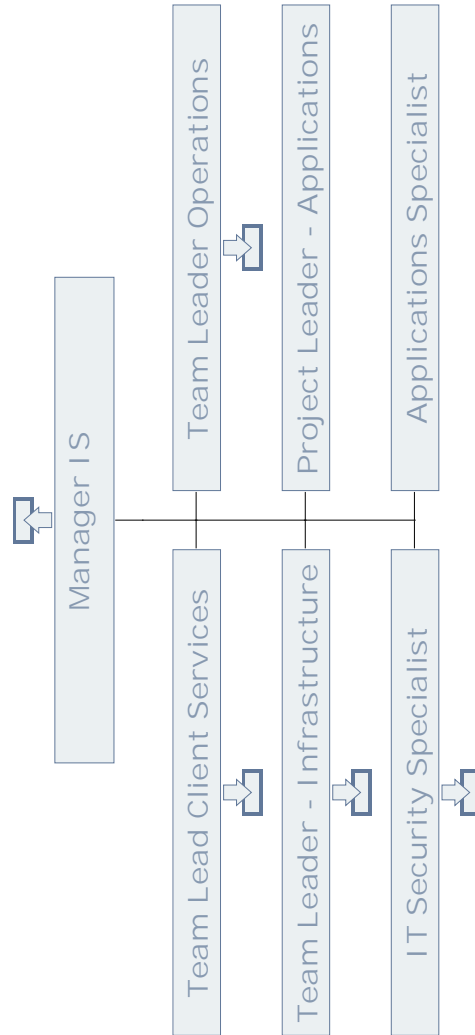 Manager IS
Team Lead Client Services
Team Leader Operations
Team Leader - Infrastructure
Project Leader - Applications
IT Security Specialist
Applications Specialist